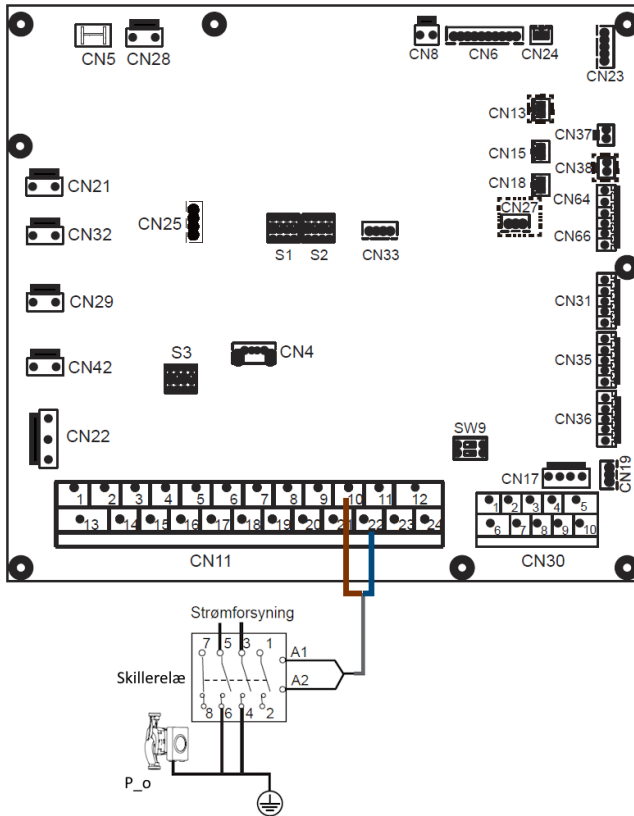 CN5 CN28 CN8 CN6 CN24 CN23
CN13 CN37
CN15 CN38
CN21 CN18 CN64
CN25 CN27
CN32 S1 S2 CN33 CN66
CN29 CN31
S3 CN4
CN42 CN35
CN22 SW9 CN36
CN17 CN19
1 2 3 4 5 6 7 8 9 10 11 12
1 2 3 4 5
13 14 15 16 17 18 19 20 21 22 23 24
6 7 8 9 10
CN11 CN30
Strømforsyning
7 5 3 1
A1
Skillerelæ
A2
8 6 4 2
P_o